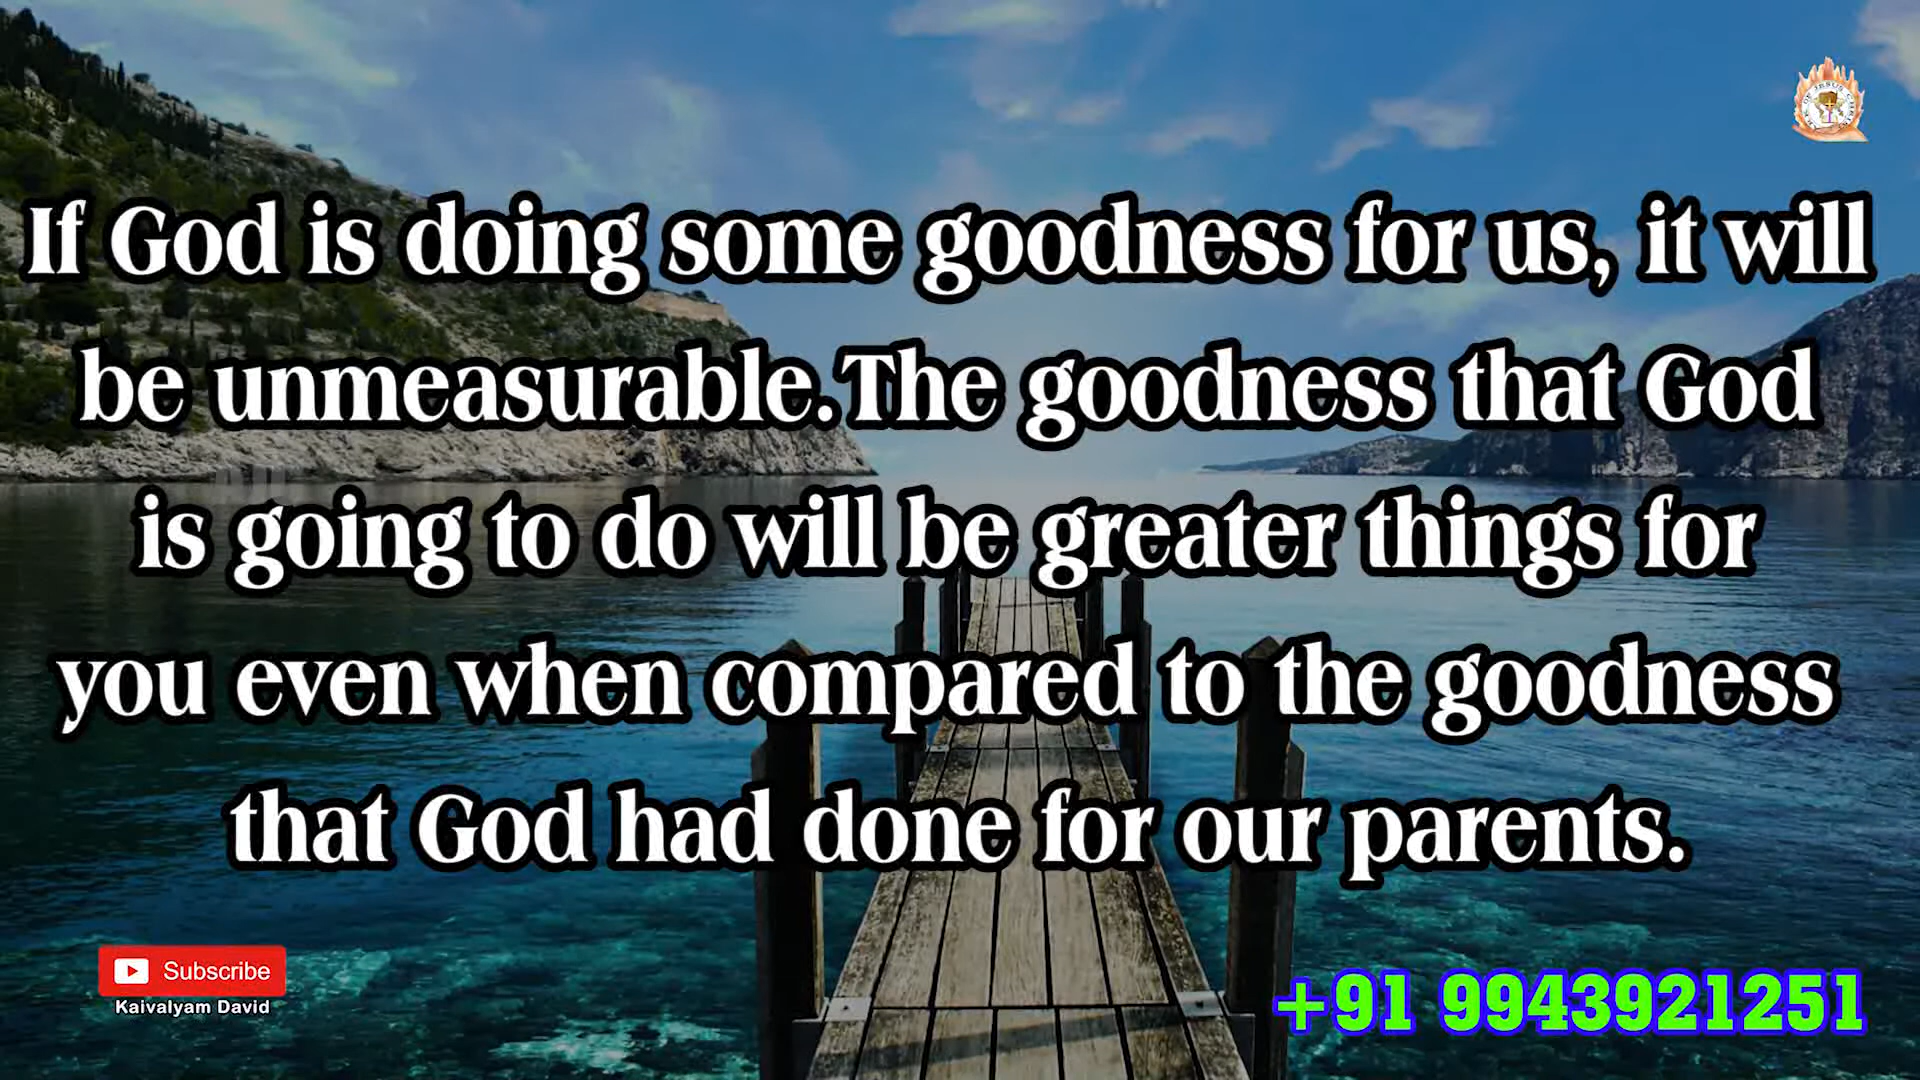 If God is doing some goodness for us, it will
be unmeasurable.The goodness that God
is going to do will be greater things for
you even when compared to the goodness
that God had done for our parents.
Subscribe
Kaivalyam David
+91 9943921251